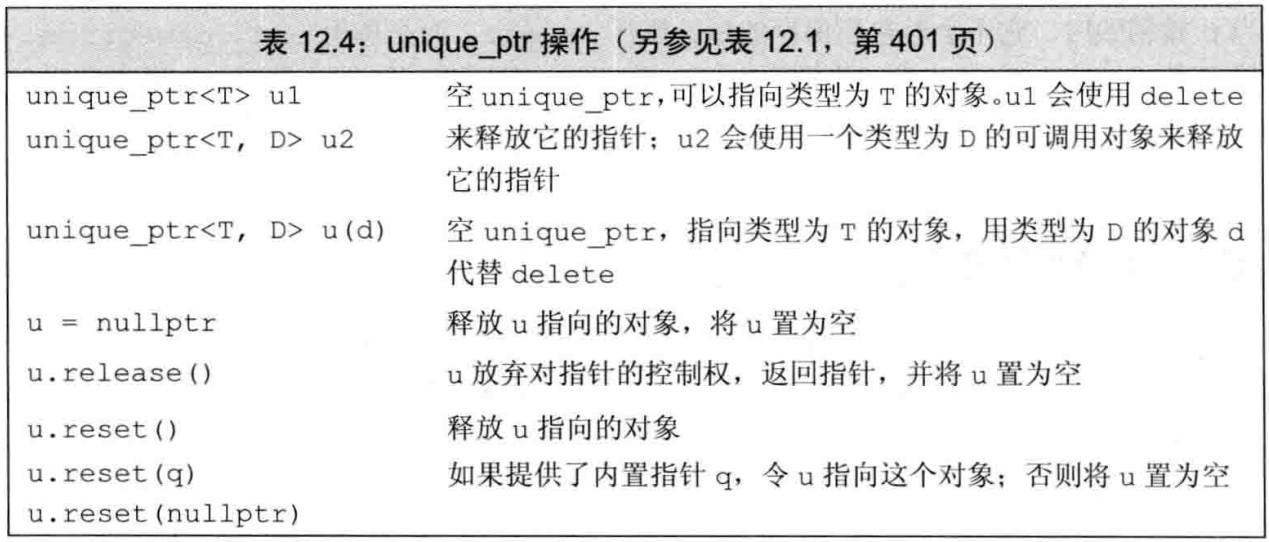 表 12.4：unique_ptr 操作（另参见表 12.1，第 401 页）
unique_ptr<T> u1 空 unique_ptr，可以指向类型为 T 的对象。u1 会使用 delete
unique_ptr<T, D> u2 来释放它的指针；u2 会使用一个类型为 D 的可调用对象来释放
它的指针
unique_ptr<T, D> u(d) 空 unique_ptr，指向类型为 T 的对象，用类型为 D 的对象 d
代替 delete
u = nullptr 释放 u 指向的对象，将 u 置为空
u.release() u 放弃对指针的控制权，返回指针，并将 u 置为空
u.reset() 释放 u 指向的对象
u.reset(q) 如果提供了内置指针 q，令 u 指向这个对象；否则将 u 置为空
u.reset(nullptr)